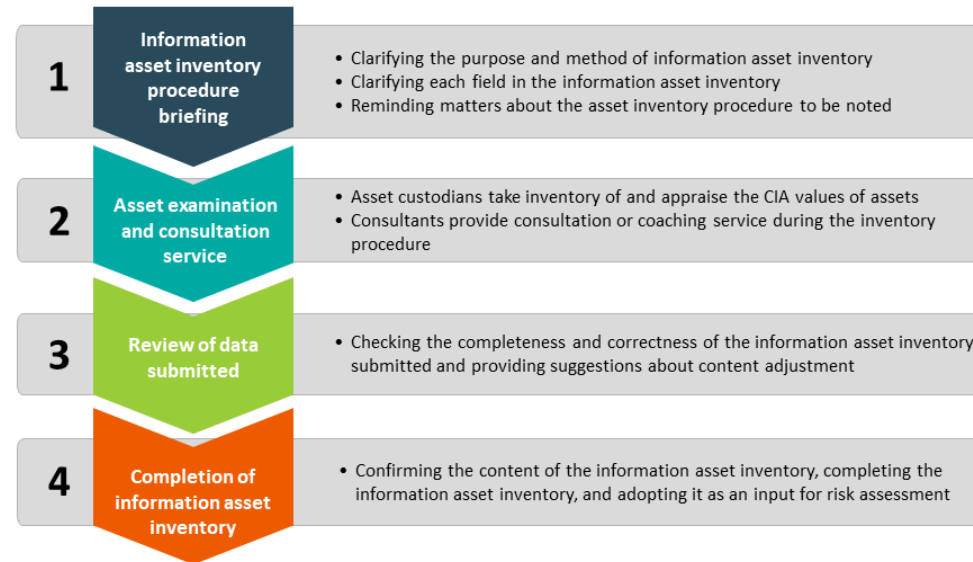 1
Information
asset inventory
procedure
briefing
• Clarifying the purpose and method of information asset inventory
• Clarifying each field in the information asset inventory
• Reminding matters about the asset inventory procedure to be noted
2
Asset examination
and consultation
service
• Asset custodians take inventory of and appraise the CIA values of assets
• Consultants provide consultation or coaching service during the inventory
procedure
3
Review of data
submitted
• Checking the completeness and correctness of the information asset inventory
submitted and providing suggestions about content adjustment
4
Completion of
information asset
inventory
• Confirming the content of the information asset inventory, completing the
information asset inventory, and adopting it as an input for risk assessment